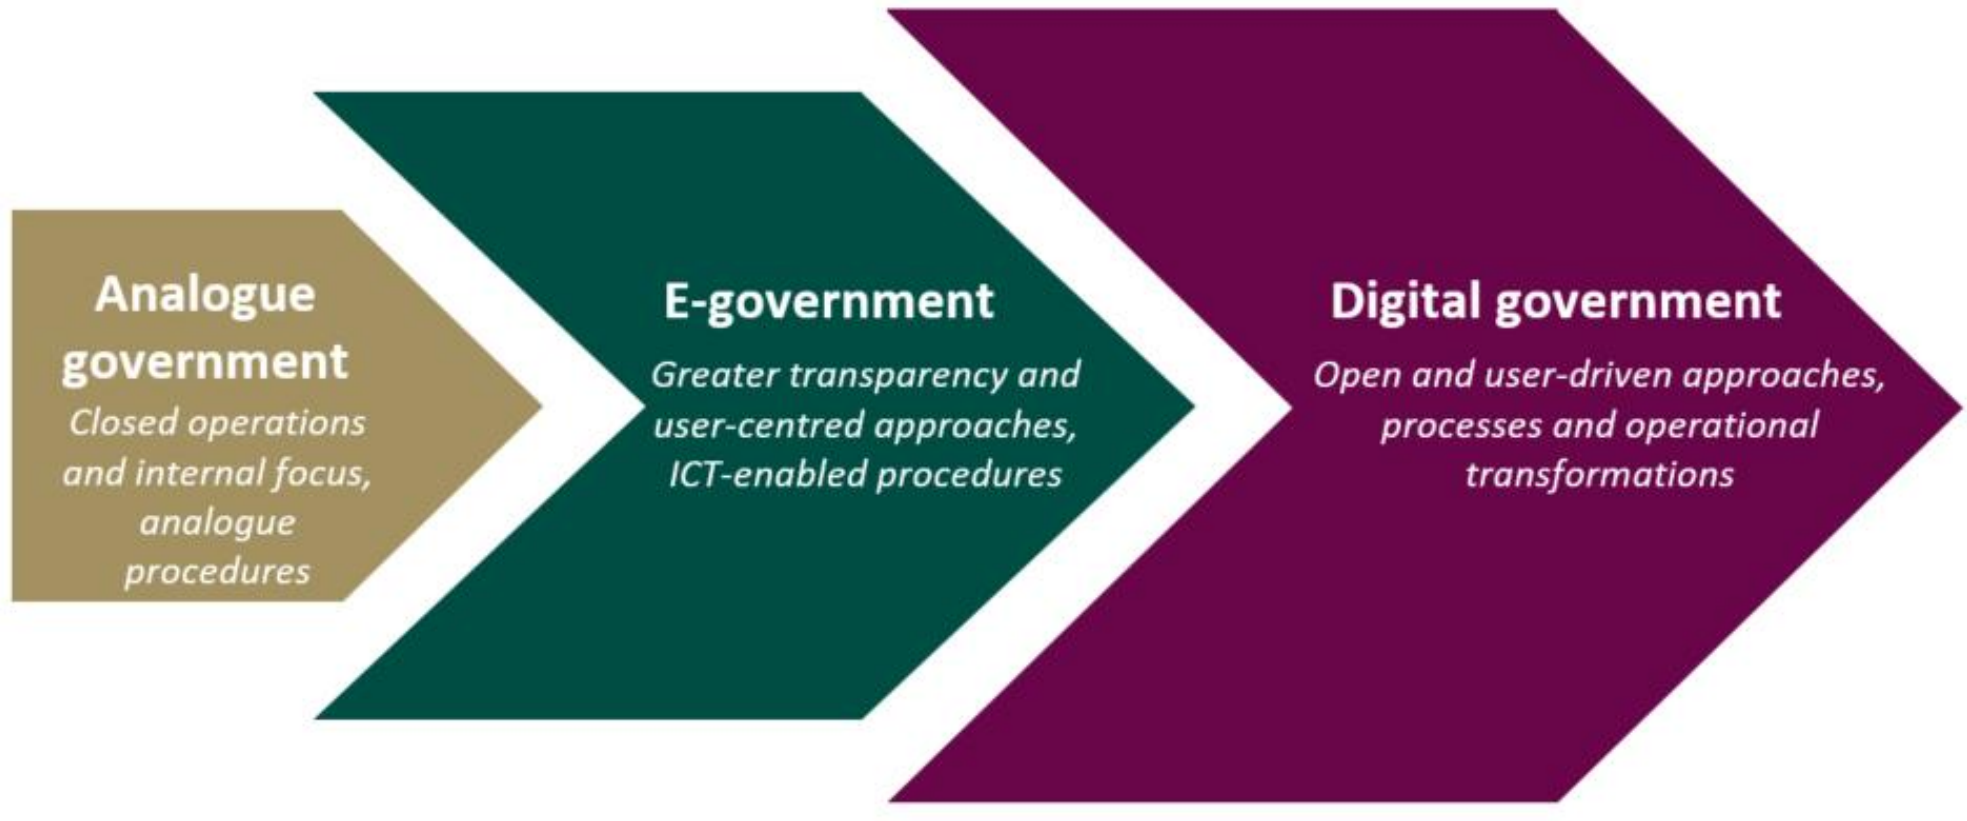 Analogue
government
Closed operations
and internal focus,
analogue
procedures
E-government
Greater transparency and
user-centred approaches,
ICT-enabled procedures
Digital government
Open and user-driven approaches,
processes and operational
transformations